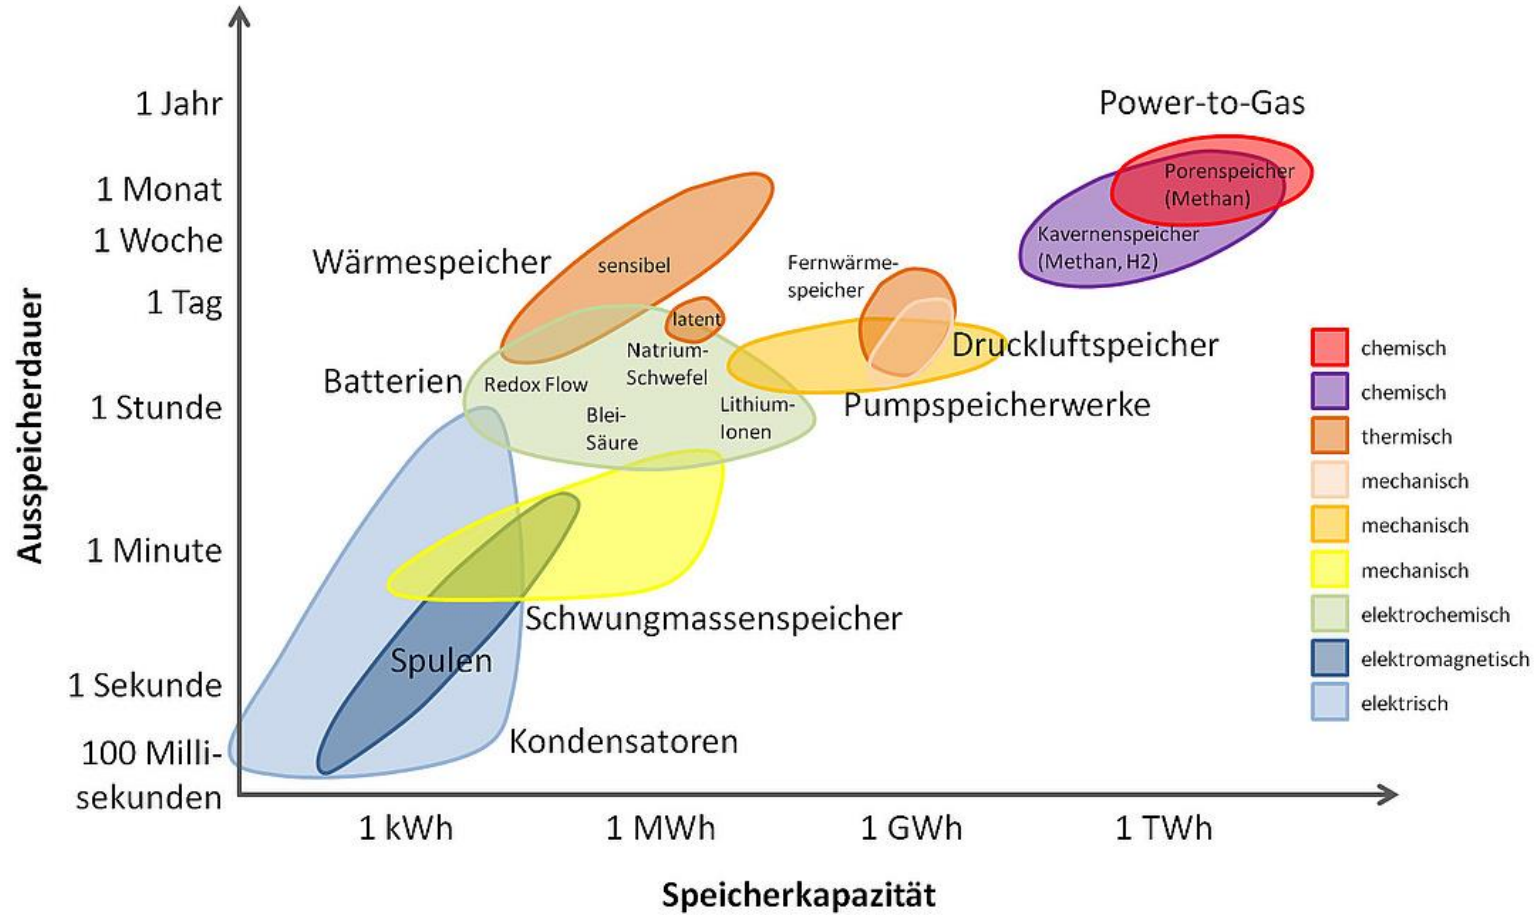 Ausspeicherdauer
1 Jahr
1 Monat
1 Woche
1 Tag
1 Stunde
1 Minute
1 Sekunde
100 Milli-
sekunden
Power-to-Gas
Porenspeicher
(Methan)
Kavernenspeicher
(Methan, H2)
Wärmespeicher
sensibel
latent
Fernwärme-
speicher
Druckluftspeicher
Pumpspeicherwerke
Batterien
Natrium-
Schwefel
Redox Flow
Blei-
Säure
Lithium-
Ionen
Schwungmassenspeicher
Spulen
Kondensatoren
chemisch
chemisch
thermisch
mechanisch
mechanisch
mechanisch
elektrochemisch
elektromagnetisch
elektrisch
1 kWh
1 MWh
1 GWh
1 TWh
Speicherkapazität